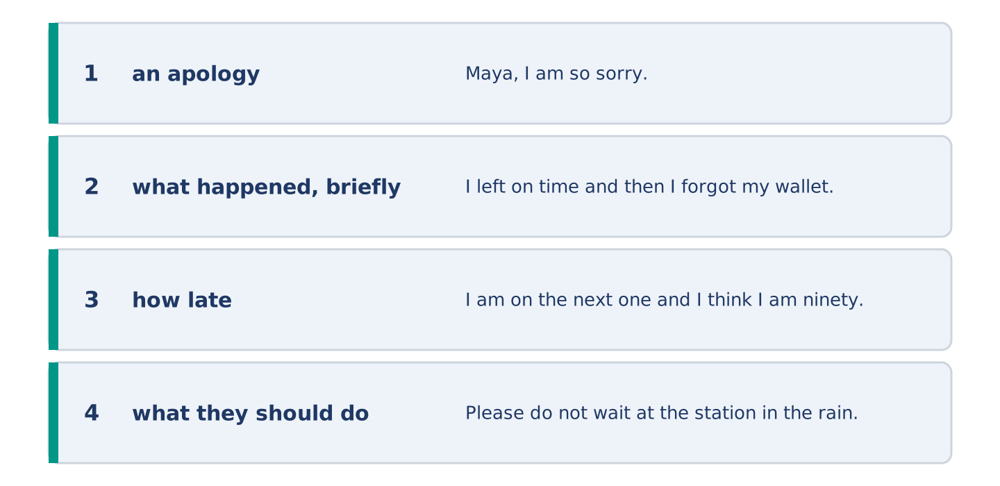 1 an apology Maya, I am so sorry.
2 what happened, briefly I left on time and then I forgot my wallet.
3 how late I am on the next one and I think I am ninety.
4 what they should do Please do not wait at the station in the rain.